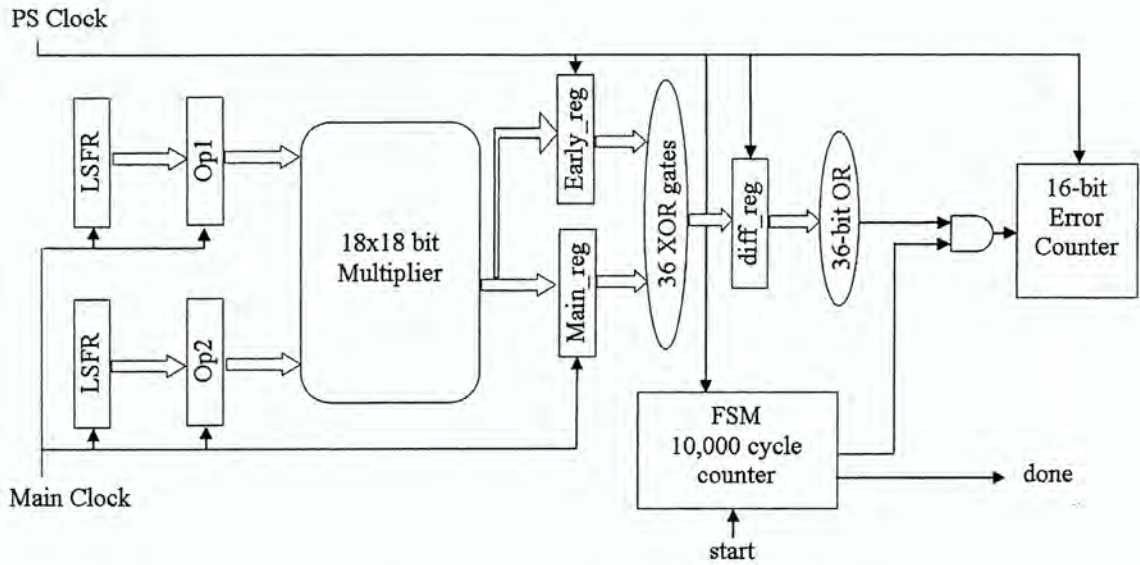 PS Clock
LSFR
Op1
18x18 bit
Multiplier
Early_reg
Main_reg
36 XOR gates
diff_reg
36-bit OR
16-bit
Error
Counter
LSFR
Op2
FSM
10,000 cycle
counter
done
Main Clock
start